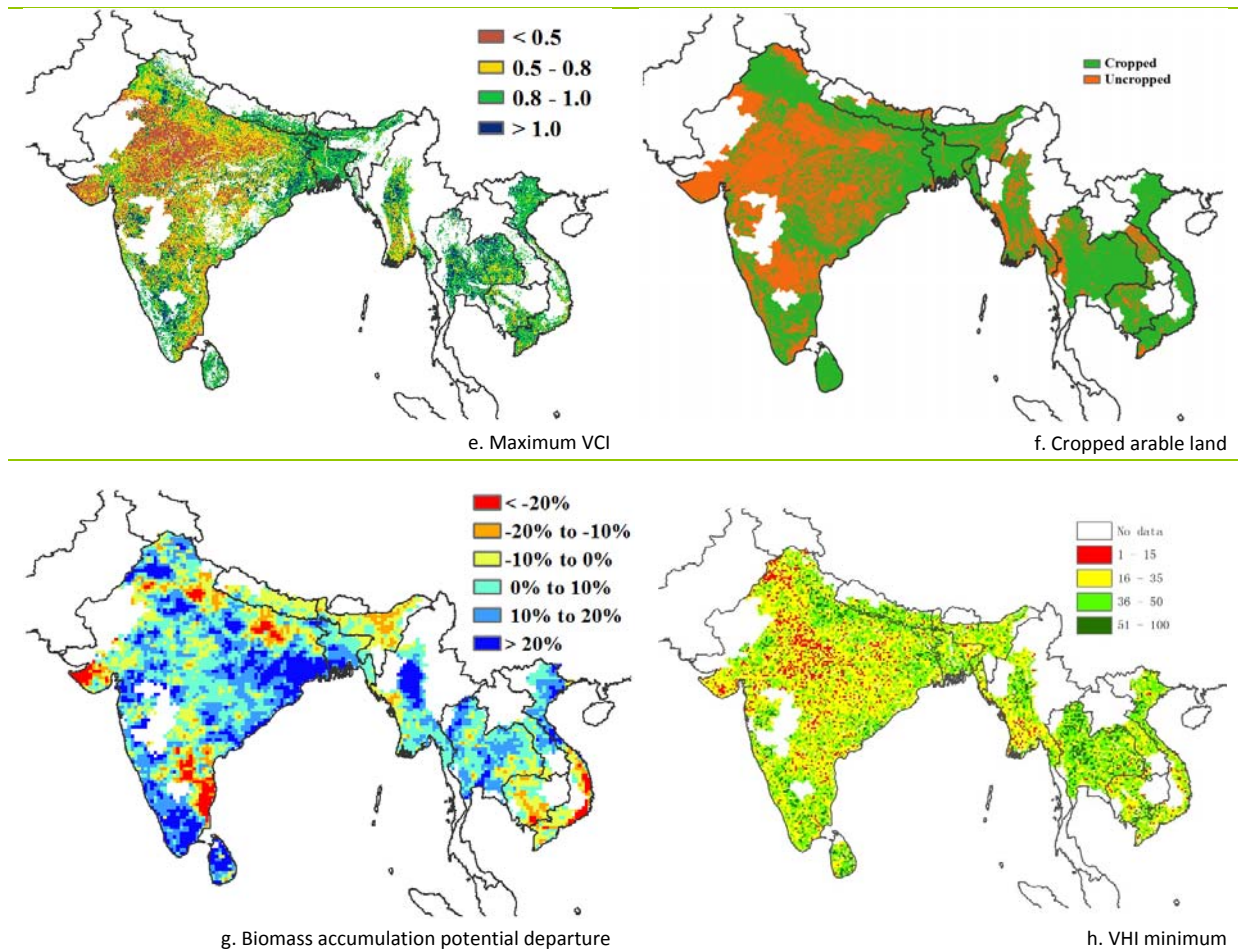 < 0.5
0.5 - 0.8
0.8 - 1.0
> 1.0
e. Maximum VCI
Cropped
Uncropped
f. Cropped arable land
< -20%
-20% to -10%
-10% to 0%
0% to 10%
10% to 20%
> 20%
g. Biomass accumulation potential departure
No data
1 - 15
16 - 35
36 - 50
51 - 100
h. VHI minimum